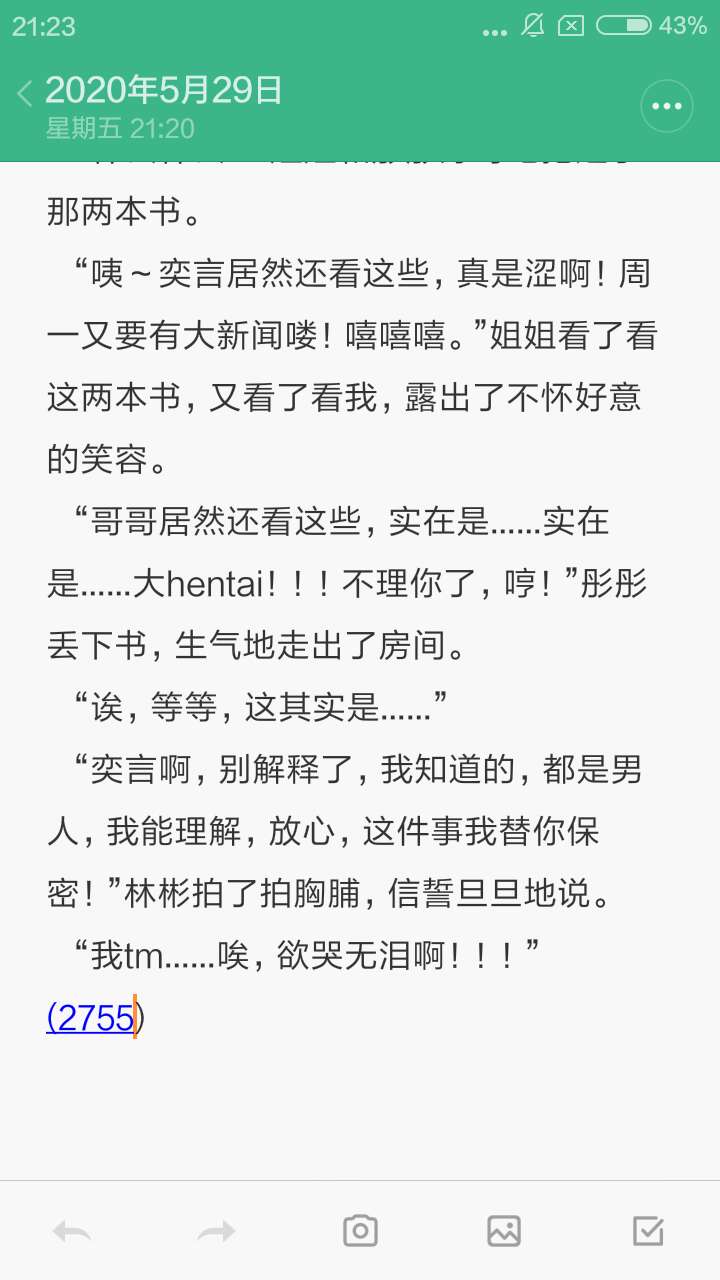 21:23
43%
2020年5月29日
星期五 21:20
那两本书。
“咦～奕言居然还看这些，真是涩啊！周
一又要有大新闻喽！嘻嘻嘻。”姐姐看了看
这两本书，又看了看我，露出了不怀好意
的笑容。
“哥哥居然还看这些，实在是......实在
是......大hentai！！！不理你了，哼！”彤彤
丢下书，生气地走出了房间。
“诶，等等，这其实是......”
“奕言啊，别解释了，我知道的，都是男
人，我能理解，放心，这件事我替你保
密！”林彬拍了拍胸脯，信誓旦旦地说。
“我tm......唉，欲哭无泪啊！！！”
(2755)